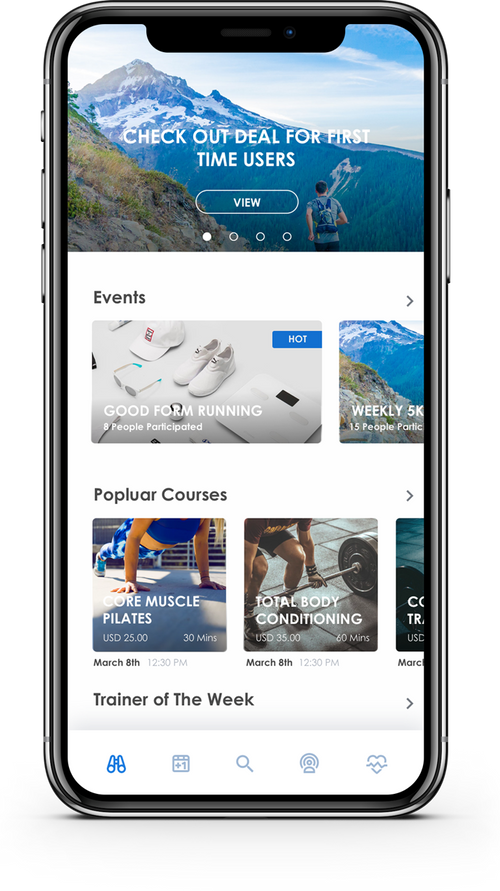 CHECK OUT DEAL FOR FIRST
TIME USERS
VIEW
Events
HOT
GOOD FORM RUNNING
8 People Participated
WEEKLY 5K
15 People Partic
Popluar Courses
CORE MUSCLE
PILATES
USD 25.00 30 Mins
March 8th 12:30 PM
TOTAL BODY
CONDITIONING
USD 35.00 60 Mins
March 8th 12:30 PM
CO
TRA
USD
March
Trainer of The Week
+1